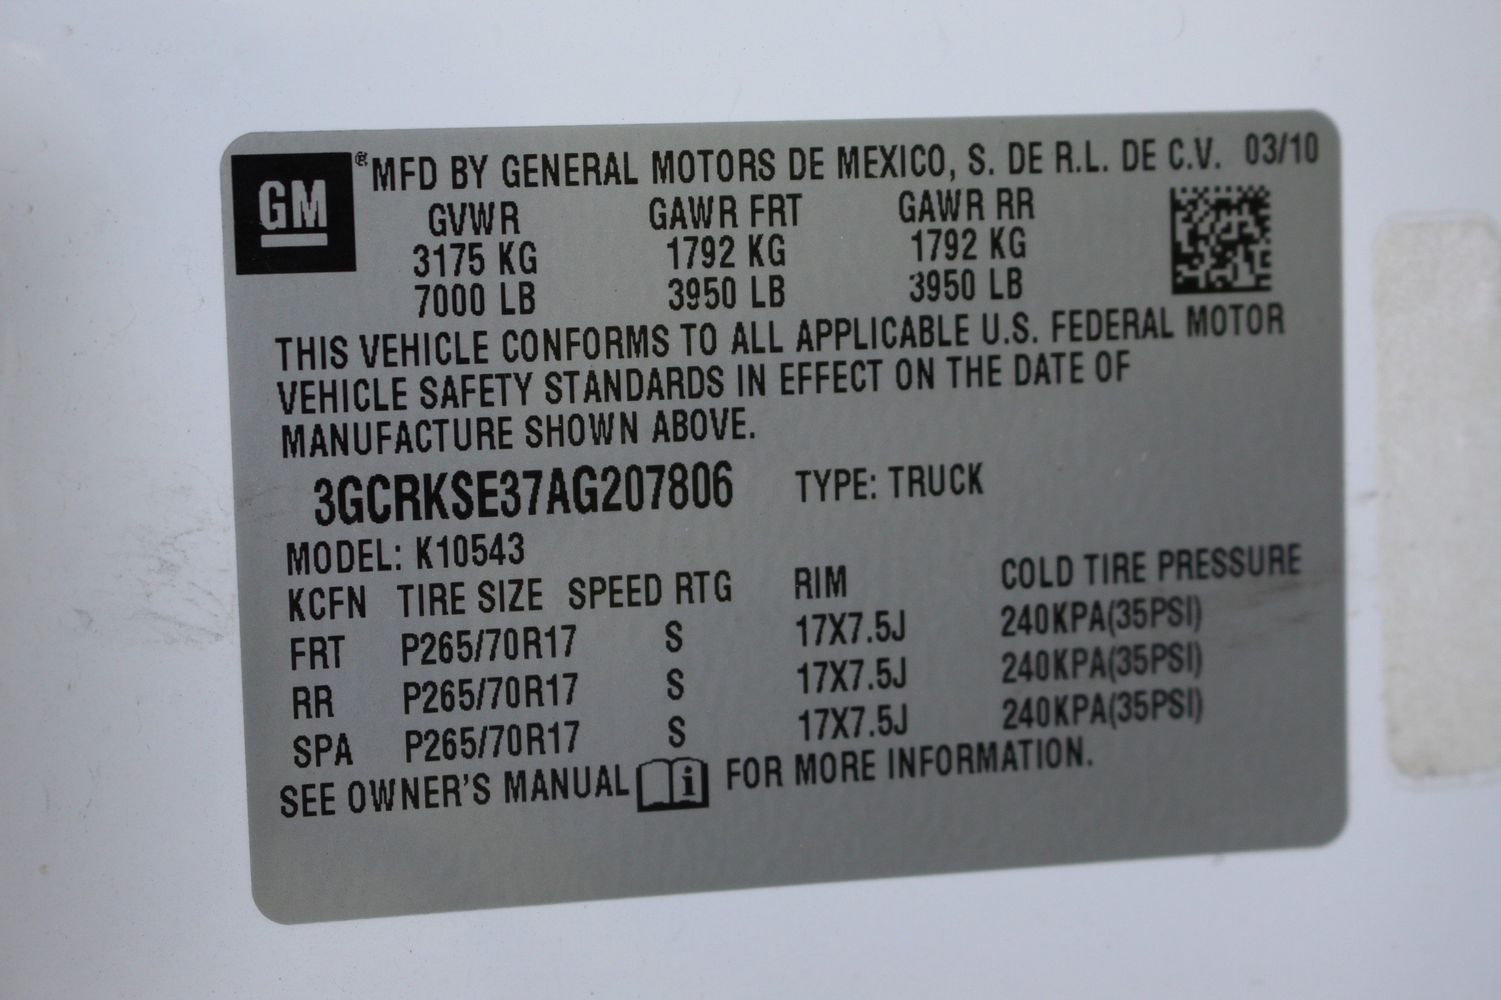 GM ® MFD BY GENERAL MOTORS DE MEXICO, S. DE R.L. DE C.V. 03/10
GVWR GAWR FRT GAWR RR
3175 KG 1792 KG 1792 KG
7000 LB 3950 LB 3950 LB
THIS VEHICLE CONFORMS TO ALL APPLICABLE U.S. FEDERAL MOTOR
VEHICLE SAFETY STANDARDS IN EFFECT ON THE DATE OF
MANUFACTURE SHOWN ABOVE.
3GCRKSE37AG207806 TYPE: TRUCK
MODEL: K10543
KCFN TIRE SIZE SPEED RTG RIM COLD TIRE PRESSURE
FRT P265/70R17 S 17X7.5J 240KPA(35PSI)
RR P265/70R17 S 17X7.5J 240KPA(35PSI)
SPA P265/70R17 S 17X7.5J 240KPA(35PSI)
SEE OWNER'S MANUAL i FOR MORE INFORMATION.